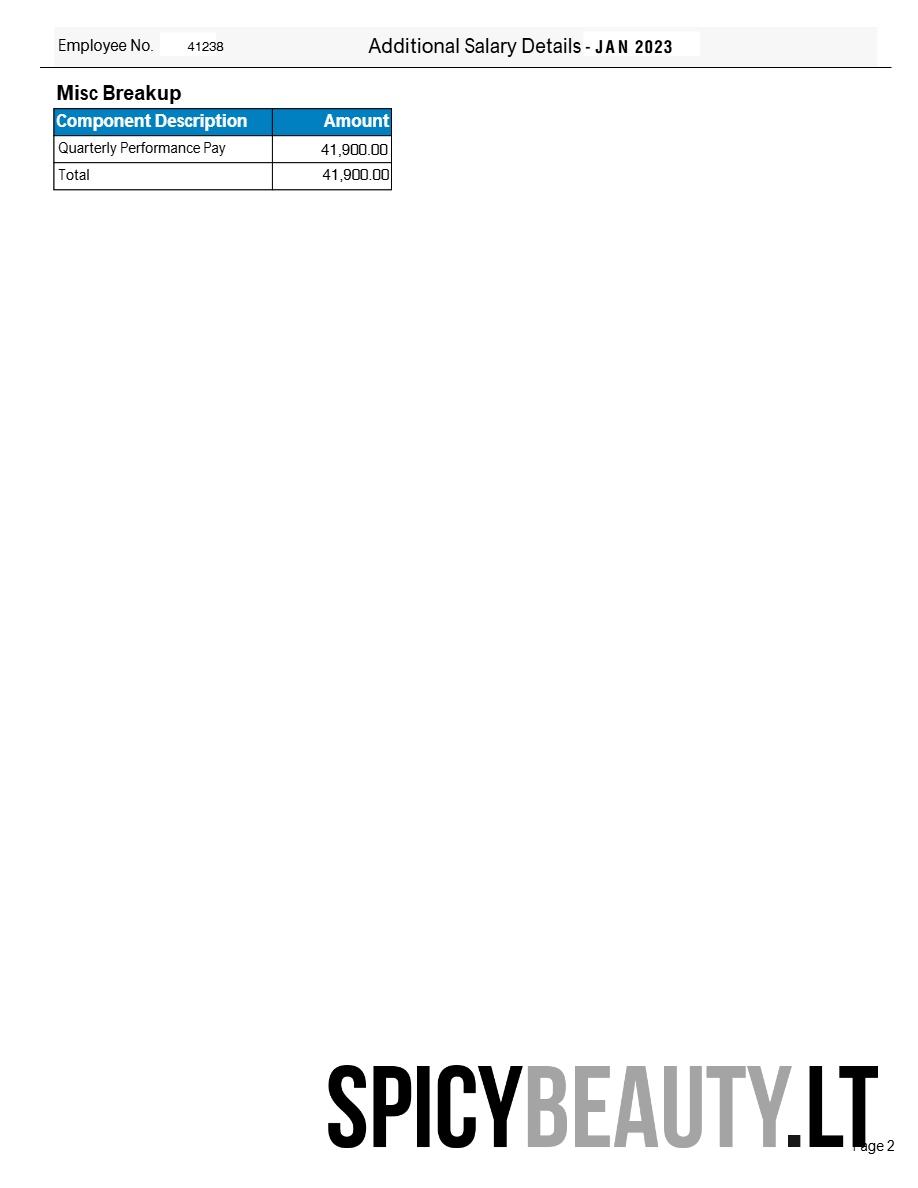 Employee No. 41238 Additional Salary Details - JAN 2023
Misc Breakup
Component Description Amount
Quarterly Performance Pay 41,900.00
Total 41,900.00
SPICYBEAUTY.LT
Page 2